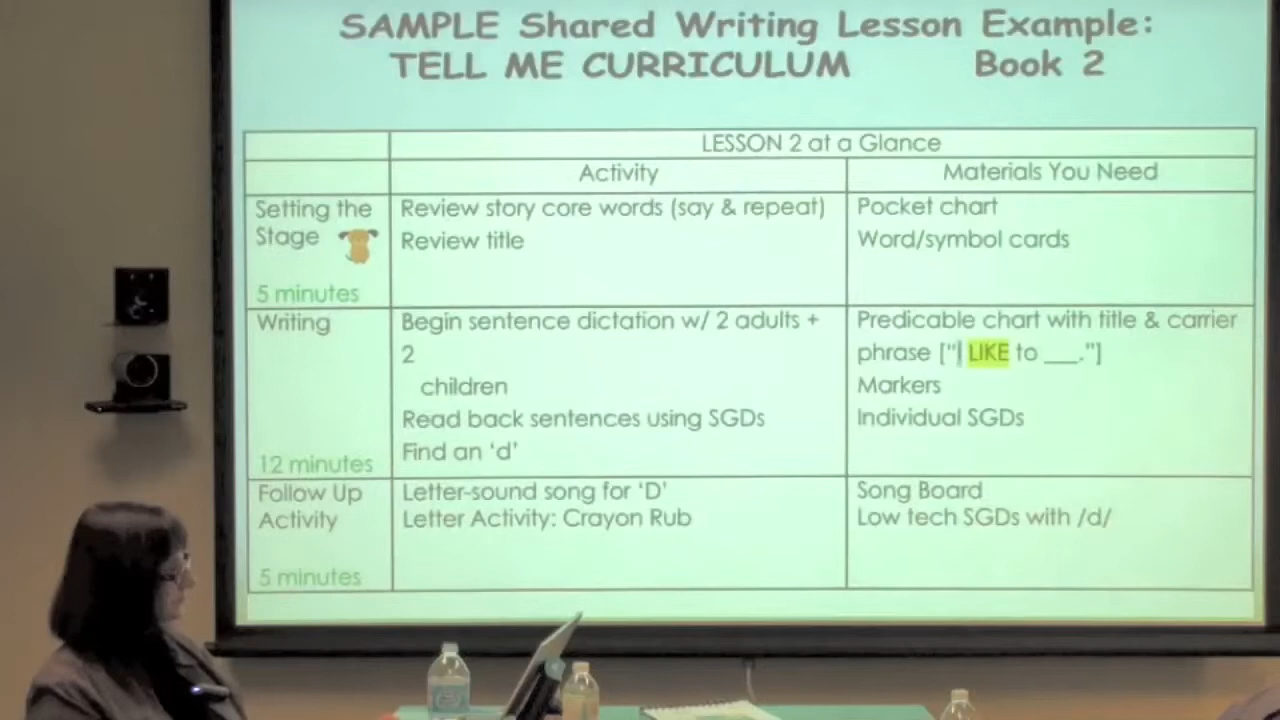 SAMPLE Shared Writing Lesson Example:
TELL ME CURRICULUM Book 2
LESSON 2 at a Glance
Activity
Materials You Need
Setting the
Stage
5 minutes
Review story core words (say & repeat)
Review title
Pocket chart
Word/symbol cards
Writing
12 minutes
Begin sentence dictation w/ 2 adults +
2
children
Read back sentences using SGDs
Find an ‘d’
Predicable chart with title & carrier
phrase ["I LIKE to ___."]
Markers
Individual SGDs
Follow Up
Activity
5 minutes
Letter-sound song for ‘D’
Letter Activity: Crayon Rub
Song Board
Low tech SGDs with /d/